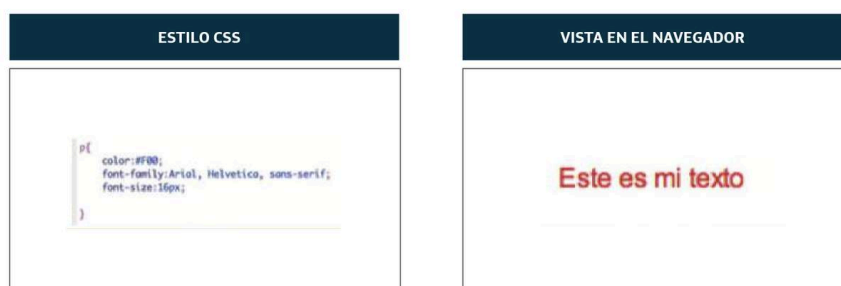 ESTILO CSS
VISTA EN EL NAVEGADOR
p{
color:#F00;
font-family:Arial, Helvetica, sans-serif;
font-size:16px;
}
Este es mi texto